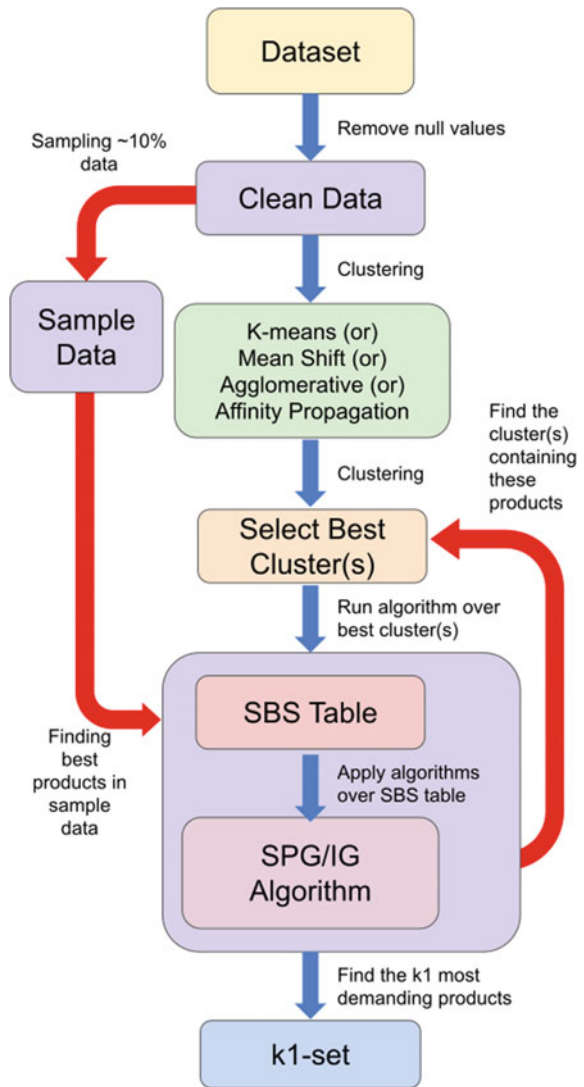 Dataset
Remove null values
Sampling ~10%
data
Clean Data
Clustering
Sample
Data
K-means (or)
Mean Shift (or)
Agglomerative (or)
Affinity Propagation
Find the
cluster(s)
containing
these
products
Clustering
Select Best
Cluster(s)
Run algorithm over
best cluster(s)
SBS Table
Finding
best
products in
sample
data
Apply algorithms
over SBS table
SPG/IG
Algorithm
Find the k1 most
demanding products
k1-set